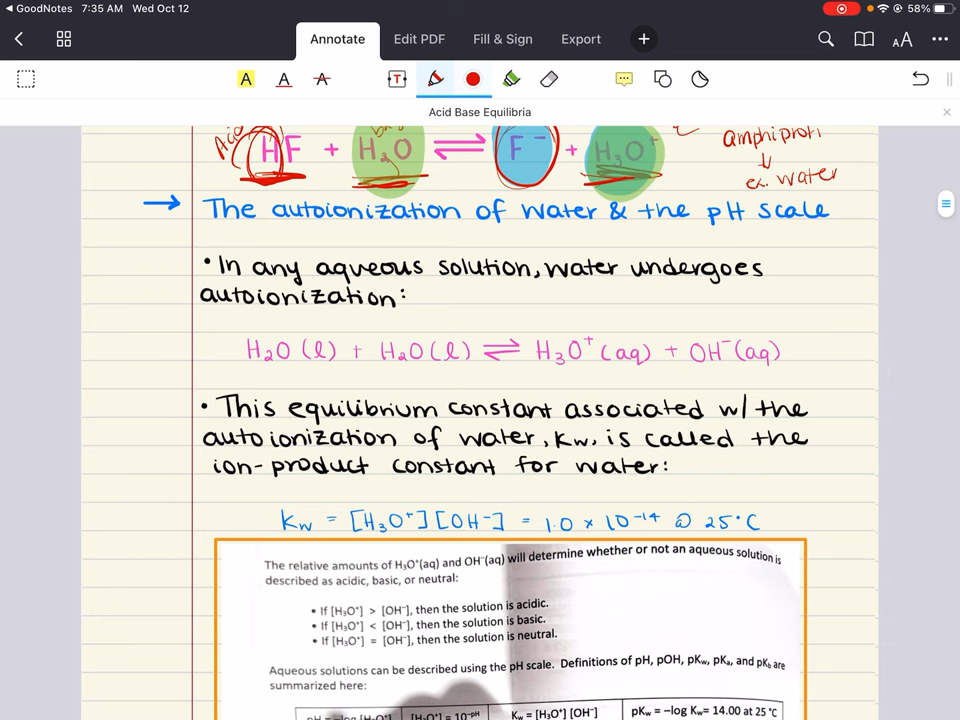 GoodNotes 7:35 AM Wed Oct 12 58%
Annotate Edit PDF Fill & Sign Export
A A A T AA
Acid Base Equilibria
Acid
HF + H₂O ⇌ F⁻ + H₃O⁺
amphiproti
↓
ex. water
→ The autoionization of water & the pH scale
• In any aqueous solution, water undergoes
autoionization:
H₂O (l) + H₂O (l) ⇌ H₃O⁺ (aq) + OH⁻ (aq)
• This equilibrium constant associated w/ the
autoionization of water, Kw, is called the
ion-product constant for water:
Kw = [H₃O⁺][OH⁻] = 1.0 × 10⁻¹⁴ @ 25°C
The relative amounts of H₃O⁺(aq) and OH⁻(aq) will determine whether or not an aqueous solution is
described as acidic, basic, or neutral:
• If [H₃O⁺] > [OH⁻], then the solution is acidic.
• If [H₃O⁺] < [OH⁻], then the solution is basic.
• If [H₃O⁺] = [OH⁻], then the solution is neutral.
Aqueous solutions can be described using the pH scale. Definitions of pH, pOH, pKw, pKa, and pKb are
summarized here:
pH = −log [H₃O⁺] [H₃O⁺] = 10⁻ᵖᴴ Kw = [H₃O⁺] [OH⁻] pKw = −log Kw = 14.00 at 25 °C